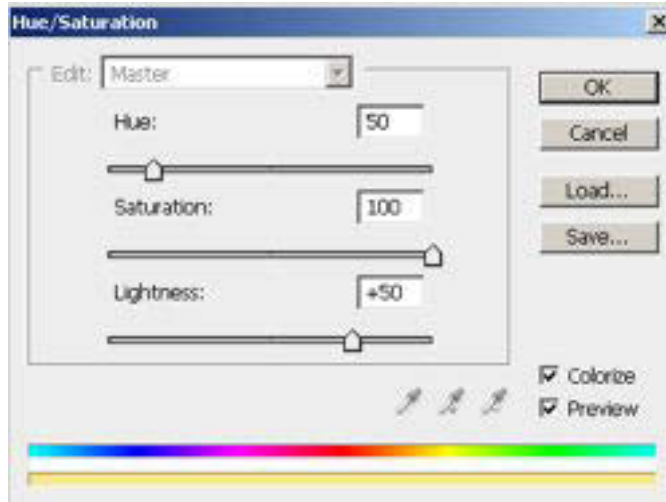 Hue/Saturation
Edit: Master
Hue: 50
Saturation: 100
Lightness: +50
OK
Cancel
Load...
Save...
Colorize
Preview